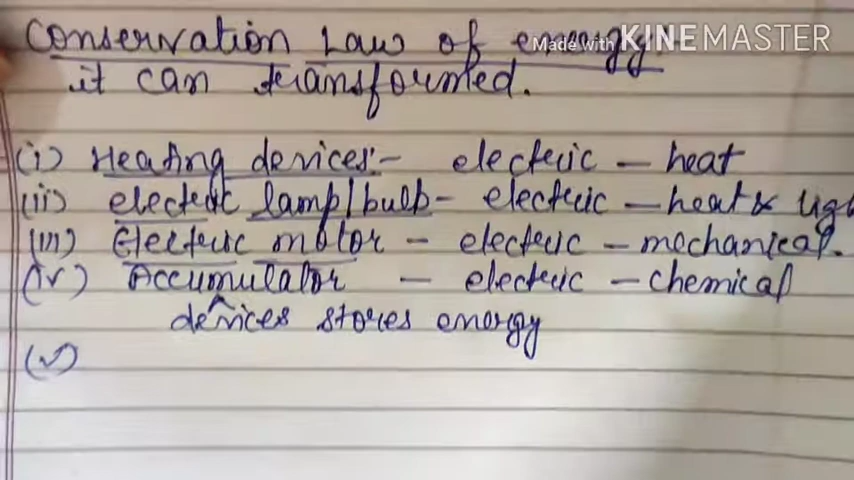 Conservation Law of energy:-
Made with KINEMASTER
it can transformed.
(i) Heating devices:- electric - heat
(ii) electric lamp/bulb- electric - heat &
(iii) Electric motor - electric - mechanical.
(iv) Accumulator - electric - chemical
devices stores energy
(v)